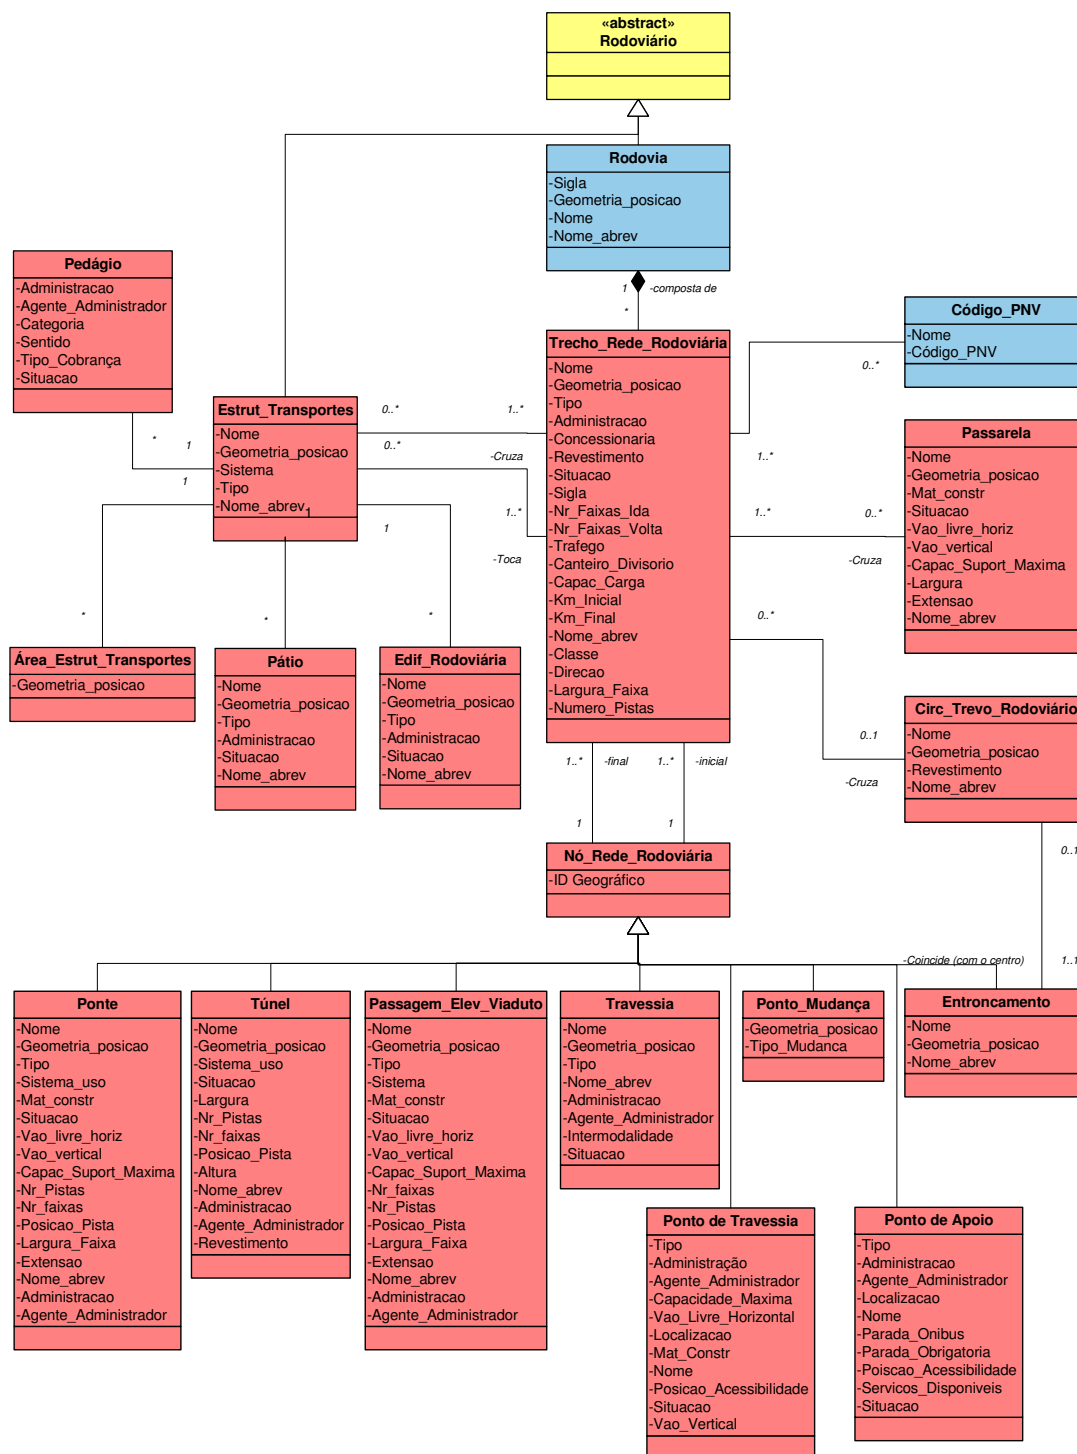 «abstract»
Rodoviário
Rodovia
-Sigla
-Geometria_posicao
-Nome
-Nome_abrev
1
-composta de
*
Pedágio
-Administracao
-Agente_Administrador
-Categoria
-Sentido
-Tipo_Cobrança
-Situacao
*
1
Estrut_Transportes
-Nome
-Geometria_posicao
-Sistema
-Tipo
-Nome_abrev
1
1
1
0..*
1..*
0..*
-Cruza
1..*
-Toca
Trecho_Rede_Rodoviária
-Nome
-Geometria_posicao
-Tipo
-Administracao
-Concessionaria
-Revestimento
-Situacao
-Sigla
-Nr_Faixas_Ida
-Nr_Faixas_Volta
-Trafego
-Canteiro_Divisorio
-Capac_Carga
-Km_Inicial
-Km_Final
-Nome_abrev
-Classe
-Direcao
-Largura_Faixa
-Numero_Pistas
Código_PNV
-Nome
-Código_PNV
0..*
1..*
Passarela
-Nome
-Geometria_posicao
-Mat_constr
-Situacao
-Vao_livre_horiz
-Vao_vertical
-Capac_Suport_Maxima
-Largura
-Extensao
-Nome_abrev
1..*
0..*
-Cruza
0..*
0..1
-Cruza
Circ_Trevo_Rodoviário
-Nome
-Geometria_posicao
-Revestimento
-Nome_abrev
0..1
1..1
-Coincide (com o centro)
*
*
*
Área_Estrut_Transportes
-Geometria_posicao
Pátio
-Nome
-Geometria_posicao
-Tipo
-Administracao
-Situacao
-Nome_abrev
Edif_Rodoviária
-Nome
-Geometria_posicao
-Tipo
-Administracao
-Situacao
-Nome_abrev
1..*
-final
1..*
-inicial
1
1
Nó_Rede_Rodoviária
-ID Geográfico
Ponte
-Nome
-Geometria_posicao
-Tipo
-Sistema_uso
-Mat_constr
-Situacao
-Vao_livre_horiz
-Vao_vertical
-Capac_Suport_Maxima
-Nr_Pistas
-Nr_faixas
-Posicao_Pista
-Largura_Faixa
-Extensao
-Nome_abrev
-Administracao
-Agente_Administrador
Túnel
-Nome
-Geometria_posicao
-Sistema_uso
-Situacao
-Largura
-Nr_Pistas
-Nr_faixas
-Posicao_Pista
-Altura
-Nome_abrev
-Administracao
-Agente_Administrador
-Revestimento
Passagem_Elev_Viaduto
-Nome
-Geometria_posicao
-Tipo
-Sistema
-Mat_constr
-Situacao
-Vao_livre_horiz
-Vao_vertical
-Capac_Suport_Maxima
-Nr_faixas
-Nr_Pistas
-Posicao_Pista
-Largura_Faixa
-Extensao
-Nome_abrev
-Administracao
-Agente_Administrador
Travessia
-Nome
-Geometria_posicao
-Tipo
-Nome_abrev
-Administracao
-Agente_Administrador
-Intermodalidade
-Situacao
Ponto_Mudança
-Geometria_posicao
-Tipo_Mudanca
Entroncamento
-Nome
-Geometria_posicao
-Nome_abrev
Ponto de Travessia
-Tipo
-Administração
-Agente_Administrador
-Capacidade_Maxima
-Vao_Livre_Horizontal
-Localizacao
-Mat_Constr
-Nome
-Posicao_Acessibilidade
-Situacao
-Vao_Vertical
Ponto de Apoio
-Tipo
-Administracao
-Agente_Administrador
-Localizacao
-Nome
-Parada_Onibus
-Parada_Obrigatoria
-Poiscao_Acessibilidade
-Servicos_Disponiveis
-Situacao